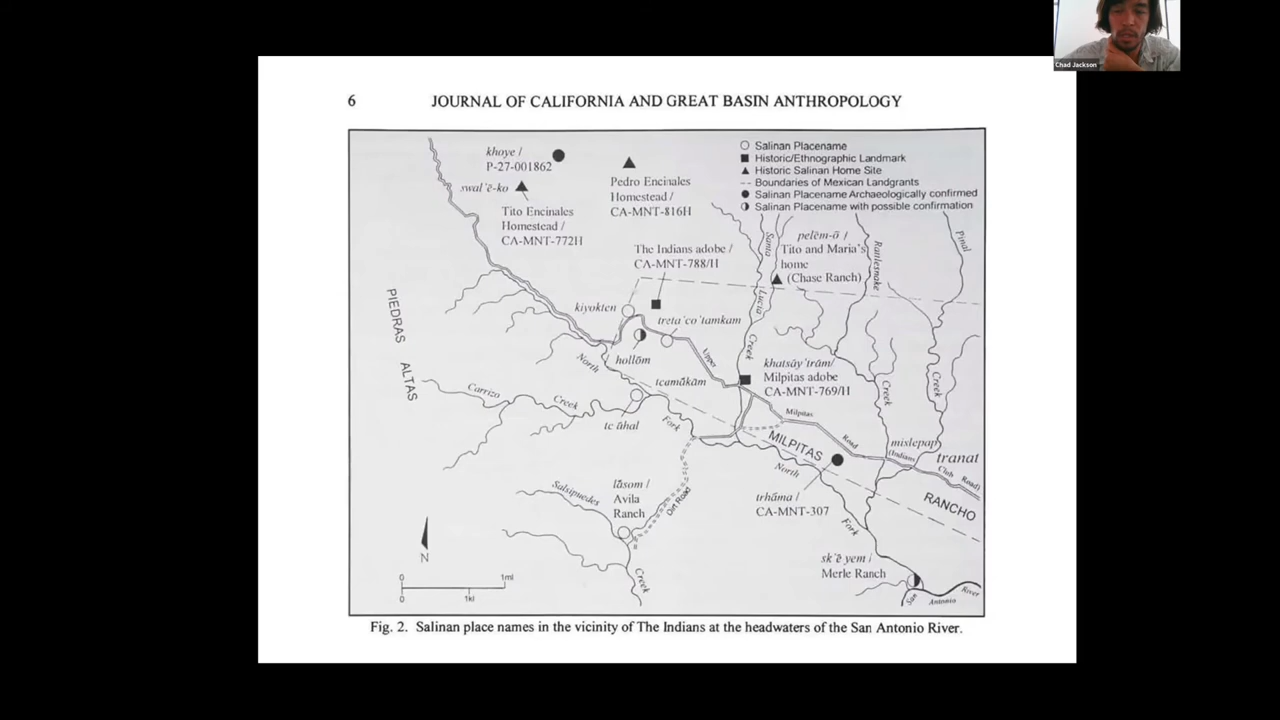 Chad Jackson
6 JOURNAL OF CALIFORNIA AND GREAT BASIN ANTHROPOLOGY
Salinan Placename
Historic/Ethnographic Landmark
Historic Salinan Home Site
Boundaries of Mexican Landgrants
Salinan Placename Archaeologically confirmed
Salinan Placename with possible confirmation
khoye /
P-27-001862
swal´ē-ko
Tito Encinales
Homestead /
CA-MNT-772H
Pedro Encinales
Homestead /
CA-MNT-816H
The Indians adobe /
CA-MNT-788/H
pelēm-ō /
Tito and Maria's
home
(Chase Ranch)
Santa
Lucia
Creek
Rattlesnake
Creek
Pinal
Creek
PIEDRAS
ALTAS
kiyokten
treta´co´tamkam
hollōm
North
Upper
tcamākām
khatsāy´trām/
Milpitas adobe
CA-MNT-769/H
Carrizo
Creek
tc āhal
Fork
Milpitas
Road
MILPITAS
North
mixlepap
(Indians
tranat
Club Road)
RANCHO
lāsom /
Avila
Ranch
Salsipuedes
Dirt Road
trhāma /
CA-MNT-307
Fork
sk´ē yem /
Merle Ranch
Creek
San
Antonio
River
N
0 1ml
0 1kl
Fig. 2. Salinan place names in the vicinity of The Indians at the headwaters of the San Antonio River.